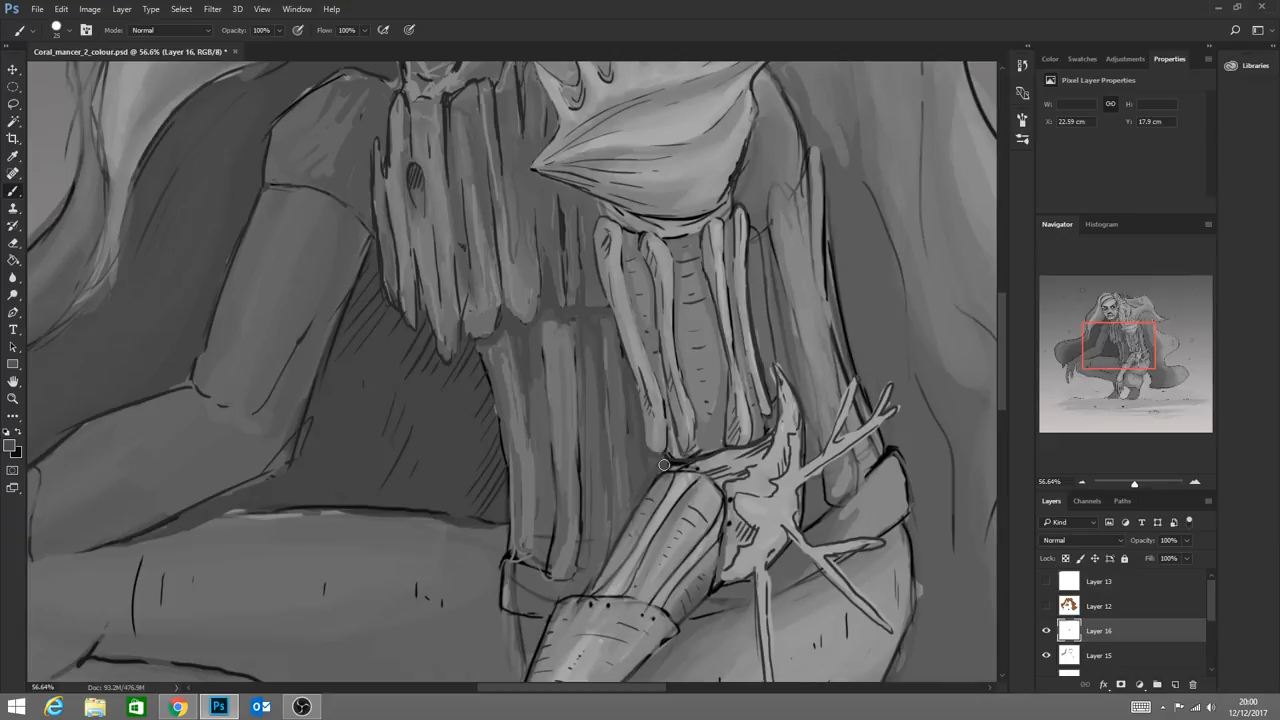 Ps File Edit Image Layer Type Select Filter 3D View Window Help
25 Mode: Normal Opacity: 100% Flow: 100%
Coral_mancer_2_colour.psd @ 56.6% (Layer 16, RGB/8) * ×
Color Swatches Adjustments Properties
Libraries
Pixel Layer Properties
W: H:
X: 22.59 cm Y: 17.9 cm
Navigator Histogram
56.64%
Layers Channels Paths
Kind
Normal Opacity: 100%
Lock: Fill: 100%
Layer 13
Layer 12
Layer 16
Layer 15
56.64% Doc: 93.2M/476.9M
Ps
20:00
12/12/2017